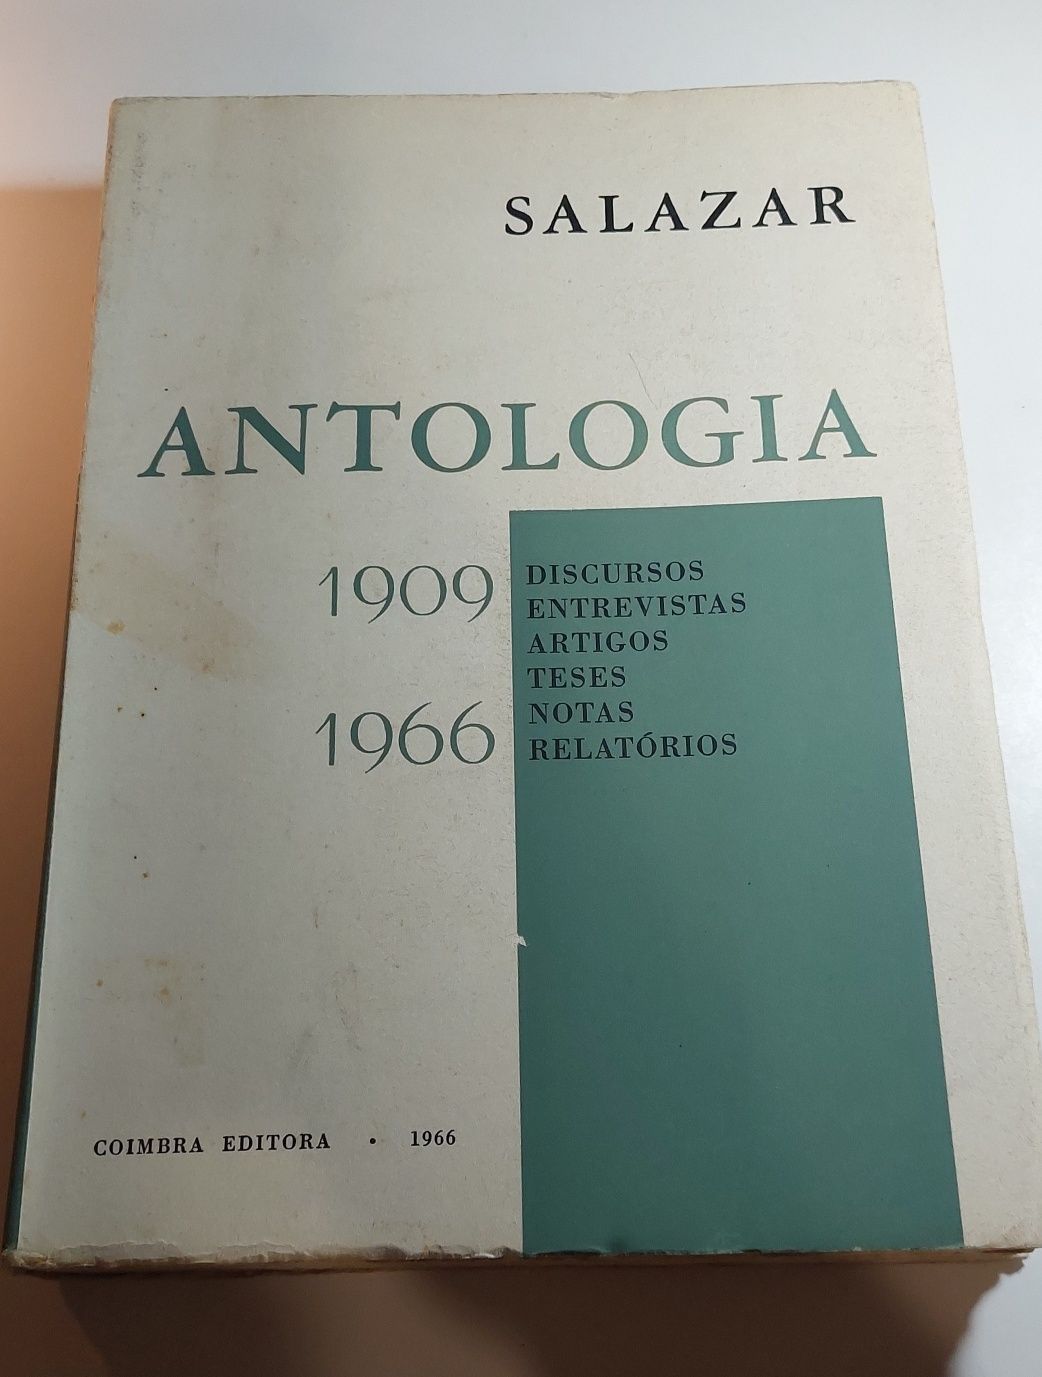 SALAZAR
ANTOLOGIA
1909
1966
DISCURSOS
ENTREVISTAS
ARTIGOS
TESES
NOTAS
RELATÓRIOS
COIMBRA EDITORA • 1966